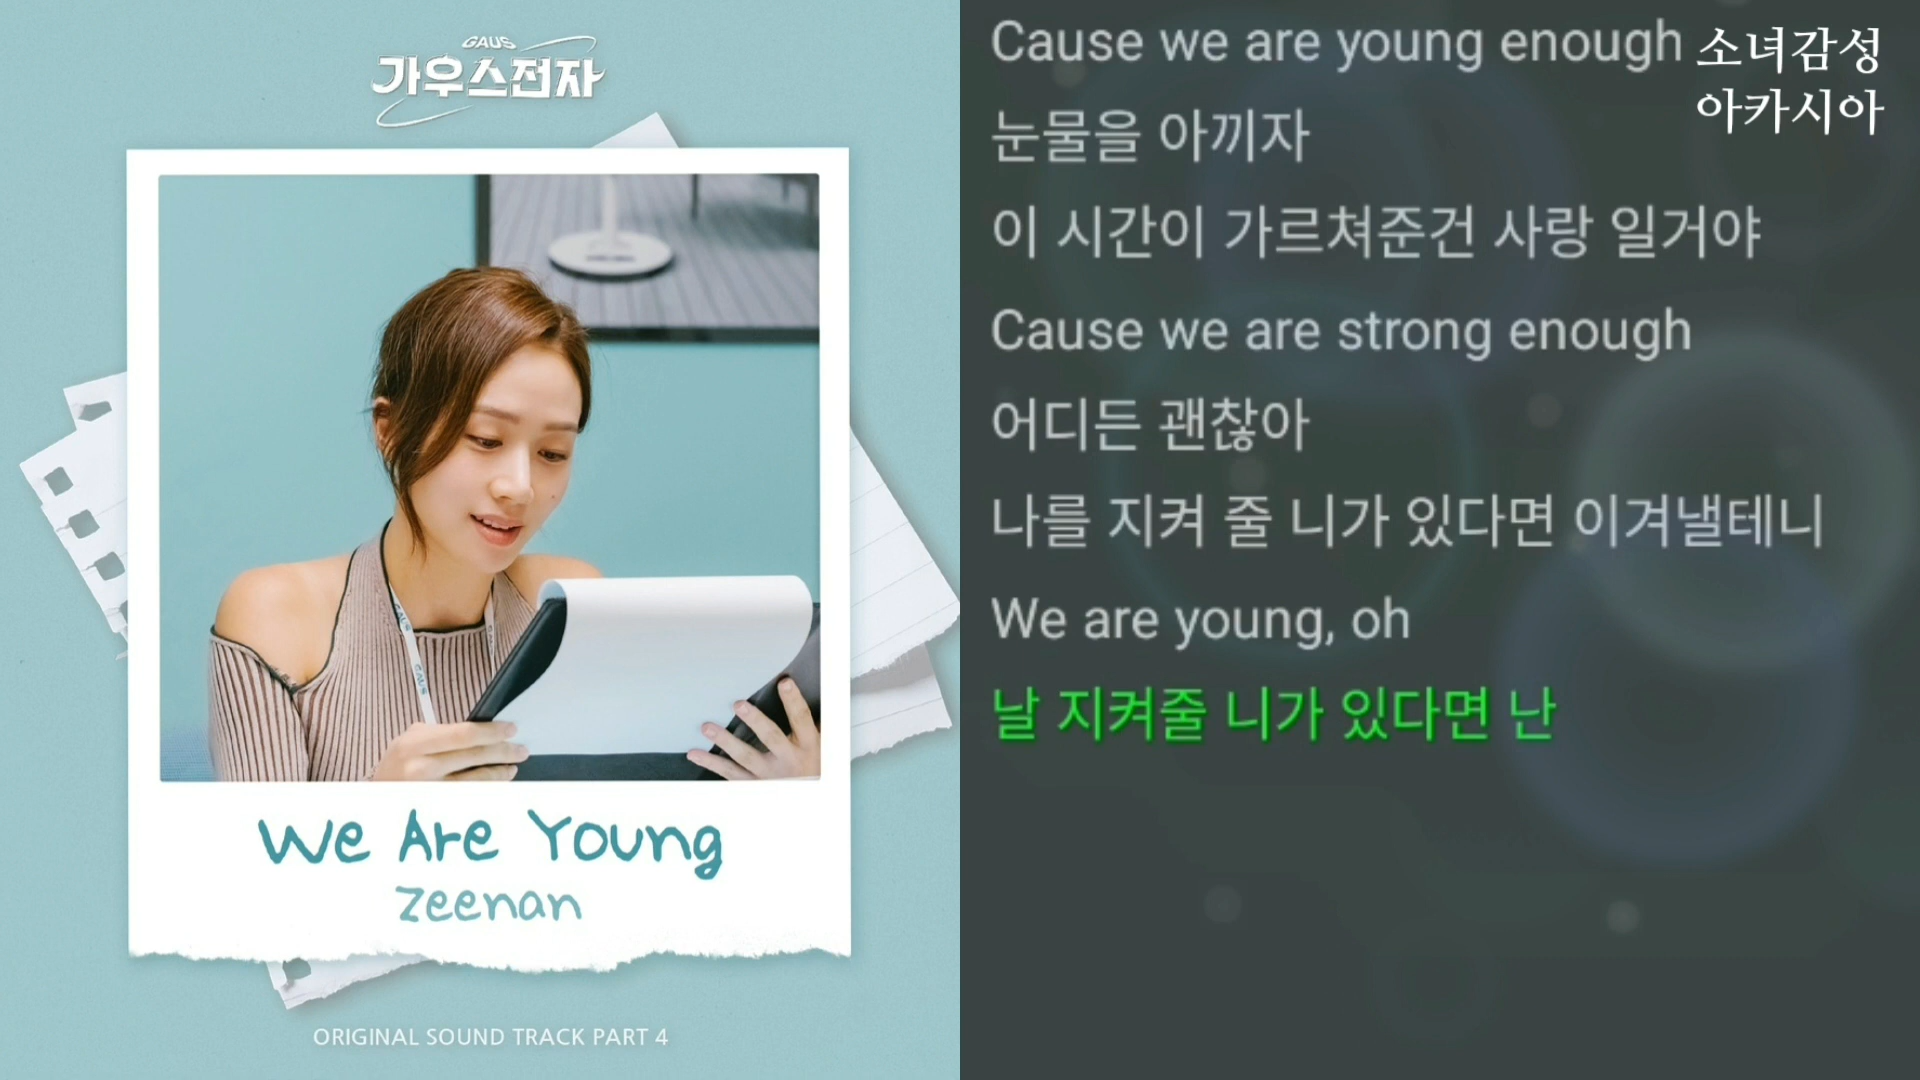 GAUS
가우스전자
GAUS
GAUS
We Are Young
Zeenan
ORIGINAL SOUND TRACK PART 4
소녀감성
아카시아
Cause we are young enough
눈물을 아끼자
이 시간이 가르쳐준건 사랑 일거야
Cause we are strong enough
어디든 괜찮아
나를 지켜 줄 니가 있다면 이겨낼테니
We are young, oh
날 지켜줄 니가 있다면 난